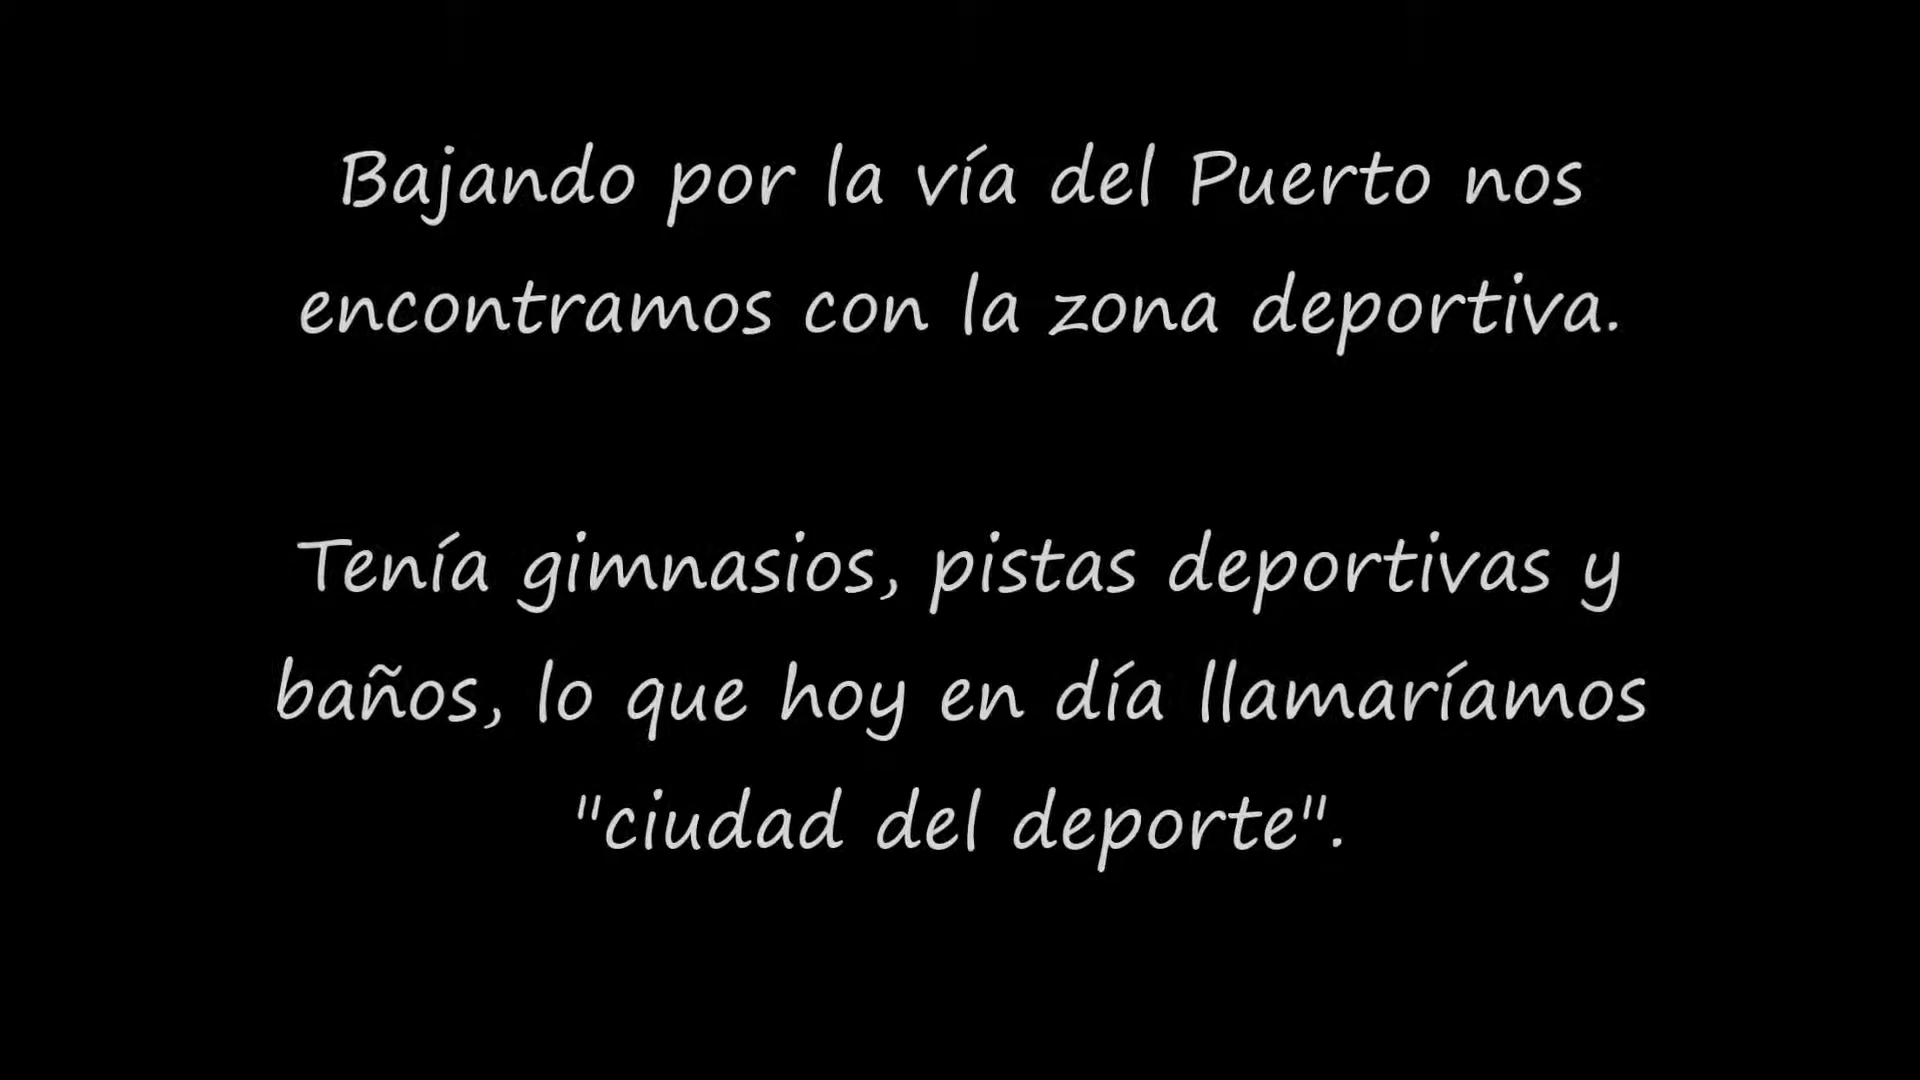 Bajando por la vía del Puerto nos
encontramos con la zona deportiva.
Tenía gimnasios, pistas deportivas y
baños, lo que hoy en día llamaríamos
"ciudad del deporte".